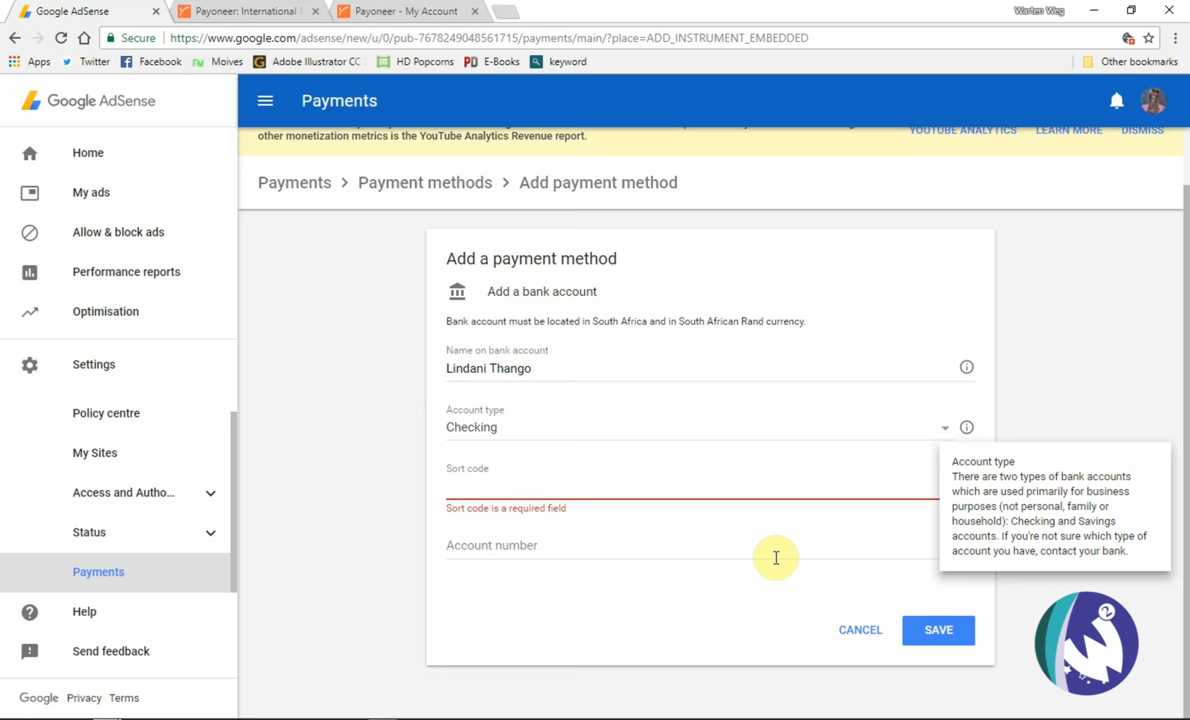 Google AdSense
Payoneer: International M
Payoneer - My Account
Warten Weg
Secure
https://www.google.com/adsense/new/u/0/pub-7678249048561715/payments/main/?place=ADD_INSTRUMENT_EMBEDDED
Apps
Twitter
Facebook
Moives
Adobe Illustrator CC
HD Popcorns
E-Books
keyword
Other bookmarks
Google AdSense
Payments
other monetization metrics is the YouTube Analytics Revenue report.
YOUTUBE ANALYTICS
LEARN MORE
DISMISS
Home
My ads
Allow & block ads
Performance reports
Optimisation
Settings
Policy centre
My Sites
Access and Autho...
Status
Payments
Help
Send feedback
Google Privacy Terms
Payments > Payment methods > Add payment method
Add a payment method
Add a bank account
Bank account must be located in South Africa and in South African Rand currency.
Name on bank account
Lindani Thango
Account type
Checking
Sort code
Sort code is a required field
Account number
CANCEL
SAVE
Account type
There are two types of bank accounts
which are used primarily for business
purposes (not personal, family or
household): Checking and Savings
accounts. If you're not sure which type of
account you have, contact your bank.
W2